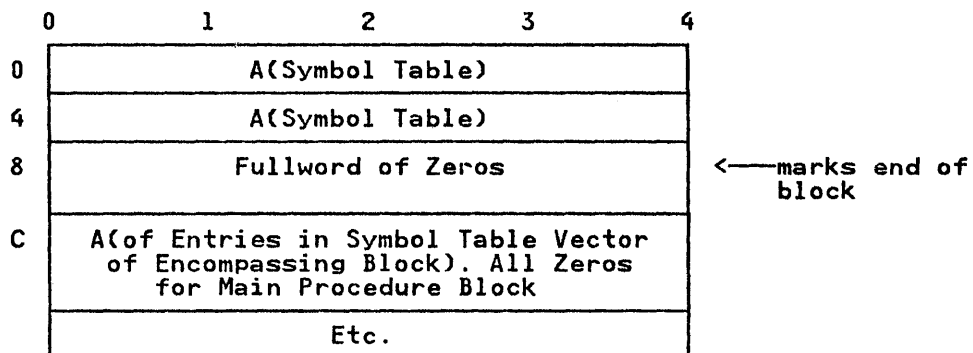 0 1 2 3 4
0 A(Symbol Table)
4 A(Symbol Table)
8 Fullword of Zeros <——marks end of
block
C A(of Entries in Symbol Table Vector
of Encompassing Block). All Zeros
for Main Procedure Block
Etc.